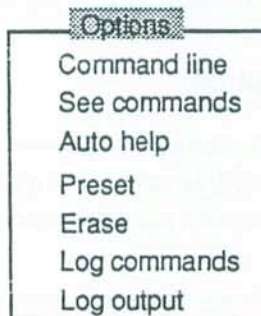 Options
Command line
See commands
Auto help
Preset
Erase
Log commands
Log output